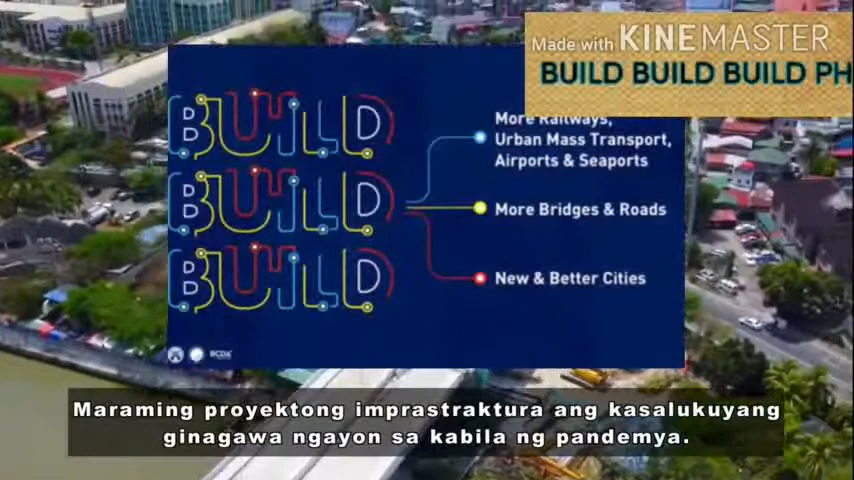 Made with KINEMASTER
BUILD BUILD BUILD PH
BUILD
BUILD
BUILD
More Railways,
Urban Mass Transport,
Airports & Seaports
More Bridges & Roads
New & Better Cities
BCDA
Maraming proyektong imprastraktura ang kasalukuyang
ginagawa ngayon sa kabila ng pandemya.